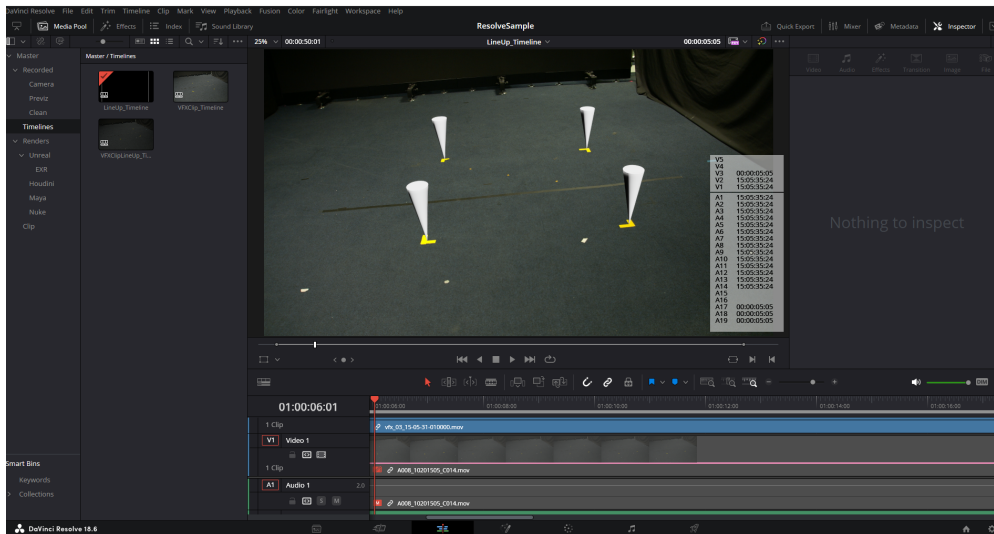 DaVinci Resolve File Edit Trim Timeline Clip Mark View Playback Fusion Color Fairlight Workspace Help
Media Pool Effects Index Sound Library ResolveSample Quick Export Mixer Metadata Inspector
25% 00:00:50:01 LineUp_Timeline 00:00:05:05
Master
Master / Timelines
Recorded
Camera
Previz
Clean
Timelines
Renders
Unreal
EXR
Houdini
Maya
Nuke
Clip
LineUp_Timeline VFXClip_Timeline
VFXClipLineUp_Ti...
Video Audio Effects Transition Image File
Nothing to inspect
V5
V4
V3 00:00:05:05
V2 15:05:35:24
V1 15:05:35:24
A1 15:05:35:24
A2 15:05:35:24
A3 15:05:35:24
A4 15:05:35:24
A5 15:05:35:24
A6 15:05:35:24
A7 15:05:35:24
A8 15:05:35:24
A9 15:05:35:24
A10 15:05:35:24
A11 15:05:35:24
A12 15:05:35:24
A13 15:05:35:24
A14 15:05:35:24
A15
A16
A17 00:00:05:05
A18 00:00:05:05
A19 00:00:05:05
01:00:06:01
01:00:06:00 01:00:08:00 01:00:10:00 01:00:12:00 01:00:14:00 01:00:16:00
1 Clip
vfx_03_15-05-31-010000.mov
V1 Video 1
1 Clip
A008_10201505_C014.mov
A1 Audio 1 2.0
S M
A008_10201505_C014.mov
Smart Bins
Keywords
Collections
DaVinci Resolve 18.6